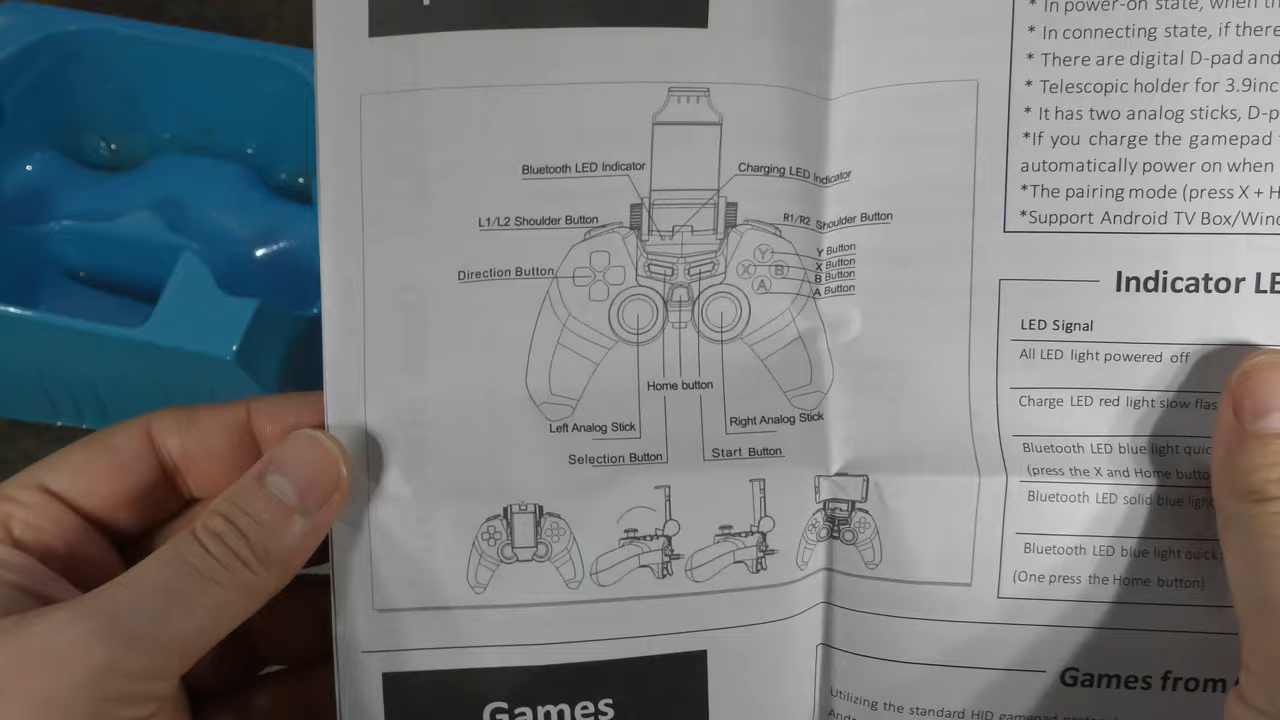 Bluetooth LED Indicator
Charging LED Indicator
L1/L2 Shoulder Button
R1/R2 Shoulder Button
Direction Button
Y Button
X Button
B Button
A Button
Y
X
B
A
Home button
Left Analog Stick
Right Analog Stick
Selection Button
Start Button
Games
* In power-on state, when
* In connecting state, if there
* There are digital D-pad and
* Telescopic holder for 3.9inc
* It has two analog sticks, D-p
*If you charge the gamepad
automatically power on when
*The pairing mode (press X + H
*Support Android TV Box/Wind
Indicator LE
LED Signal
All LED light powered off
Charge LED red light slow flas
Bluetooth LED blue light quic
(press the X and Home butto
Bluetooth LED solid blue light
Bluetooth LED blue light quick
(One press the Home button)
Games from
Utilizing the standard HID gamepad